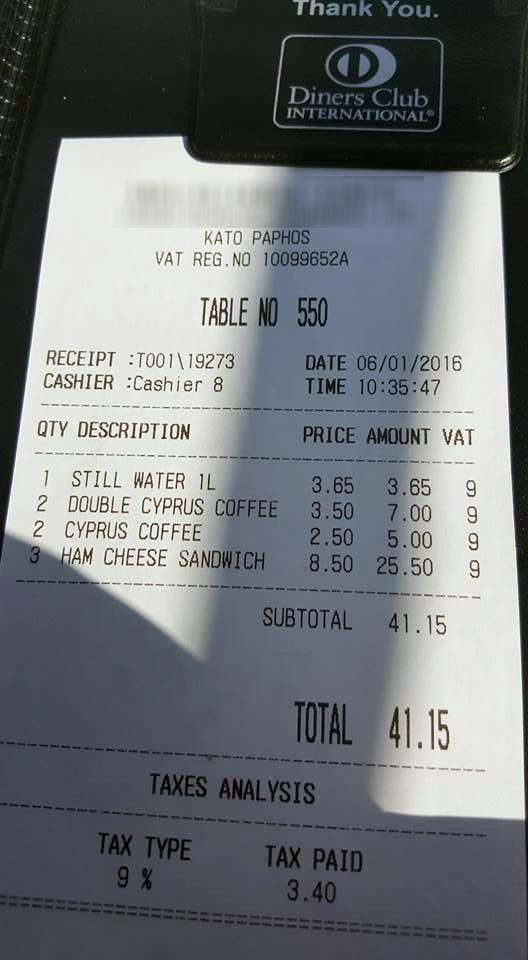 Thank You.
Diners Club
INTERNATIONAL®
KATO PAPHOS
VAT REG.NO 10099652A
TABLE NO 550
RECEIPT :T001\19273 DATE 06/01/2016
CASHIER :Cashier 8 TIME 10:35:47
QTY DESCRIPTION PRICE AMOUNT VAT
1 STILL WATER 1L 3.65 3.65 9
2 DOUBLE CYPRUS COFFEE 3.50 7.00 9
2 CYPRUS COFFEE 2.50 5.00 9
3 HAM CHEESE SANDWICH 8.50 25.50 9
SUBTOTAL 41.15
TOTAL 41.15
TAXES ANALYSIS
TAX TYPE TAX PAID
9 % 3.40